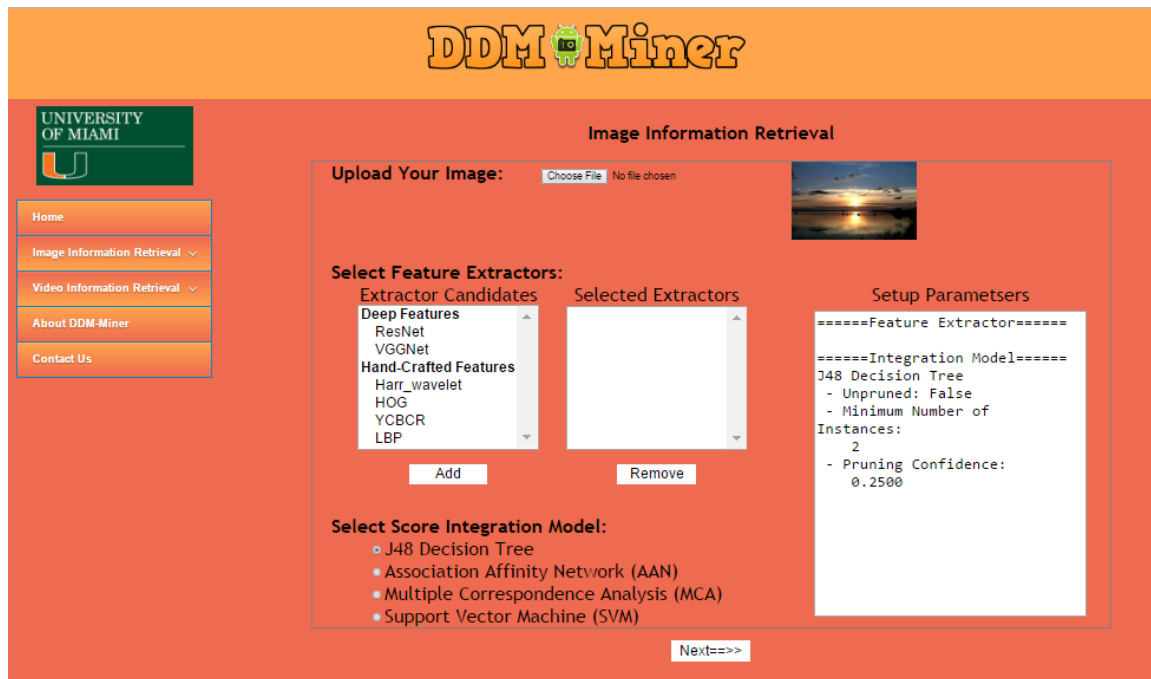 DDM Miner
UNIVERSITY
OF MIAMI
U
Home
Image Information Retrieval
Video Information Retrieval
About DDM-Miner
Contact Us
Image Information Retrieval
Upload Your Image:
Choose File No file chosen
Select Feature Extractors:
Extractor Candidates
Deep Features
ResNet
VGGNet
Hand-Crafted Features
Harr_wavelet
HOG
YCBCR
LBP
Add
Selected Extractors
Remove
Setup Parametsers
======Feature Extractor======
======Integration Model======
J48 Decision Tree
- Unpruned: False
- Minimum Number of
Instances:
2
- Pruning Confidence:
0.2500
Select Score Integration Model:
J48 Decision Tree
Association Affinity Network (AAN)
Multiple Correspondence Analysis (MCA)
Support Vector Machine (SVM)
Next==>>